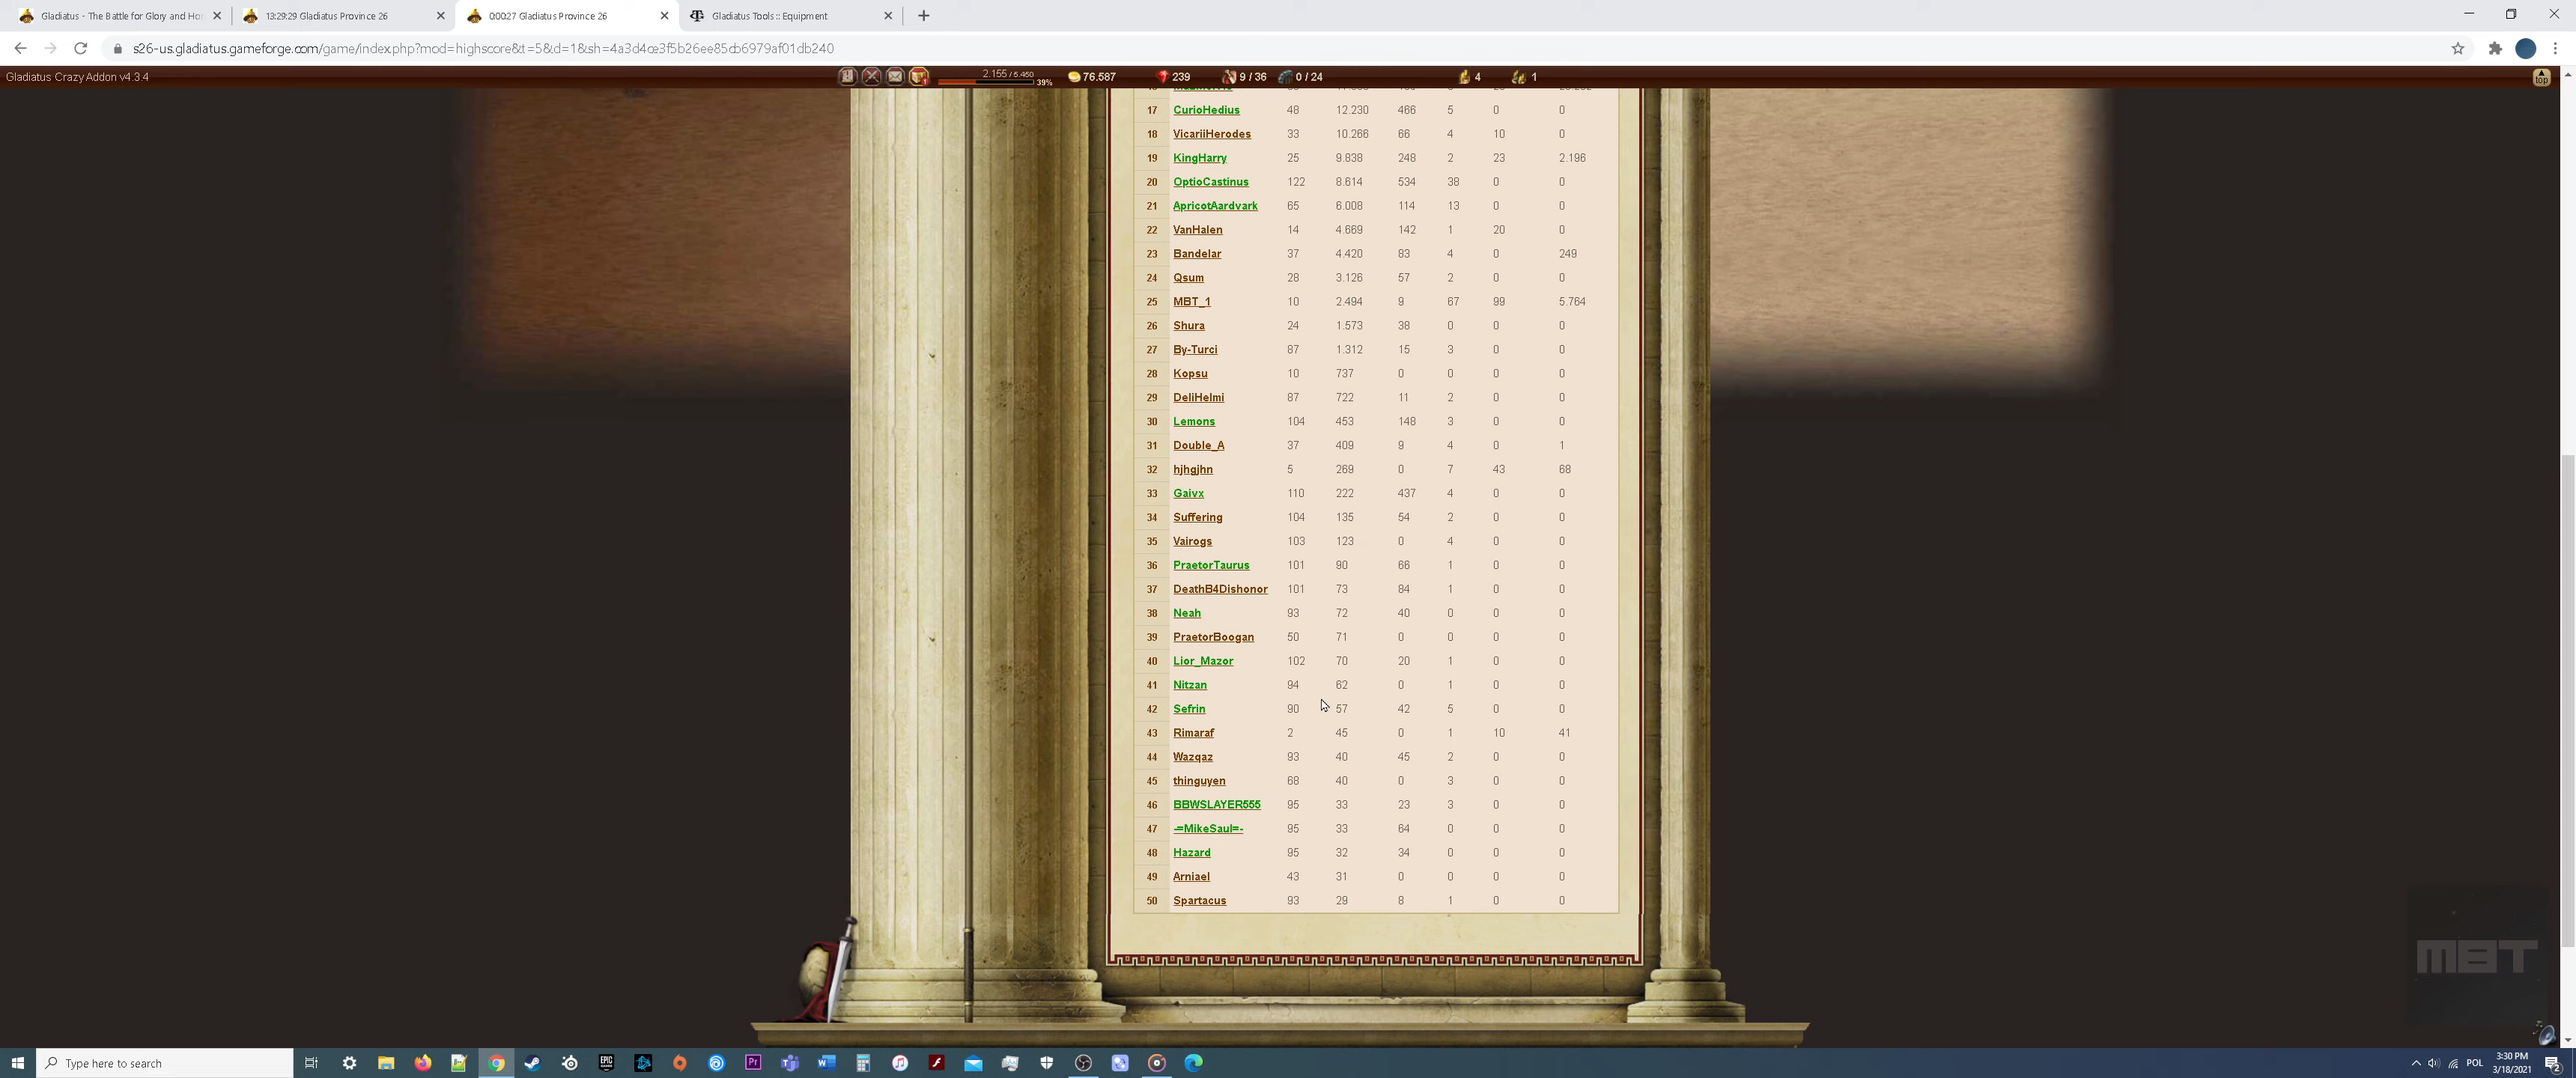 Gladiatus - The Battle for Glory and Hon
13:29:29 Gladiatus Province 26
0:00:27 Gladiatus Province 26
Gladiatus Tools :: Equipment
s26-us.gladiatus.gameforge.com/game/index.php?mod=highscore&t=5&d=1&sh=4a3d4ce3f5b26ee85cb6979af01db240
Gladiatus Crazy Addon v4.3.4 2.155 / 5.450 39% 76.587 239 9 / 36 0 / 24 4 1 top
17 CurioHedius 48 12.230 466 5 0 0
18 VicariiHerodes 33 10.266 66 4 10 0
19 KingHarry 25 9.838 248 2 23 2.196
20 OptioCastinus 122 8.614 534 38 0 0
21 ApricotAardvark 65 6.008 114 13 0 0
22 VanHalen 14 4.669 142 1 20 0
23 Bandelar 37 4.420 83 4 0 249
24 Qsum 28 3.126 57 2 0 0
25 MBT_1 10 2.494 9 67 99 5.764
26 Shura 24 1.573 38 0 0 0
27 By-Turci 87 1.312 15 3 0 0
28 Kopsu 10 737 0 0 0 0
29 DeliHelmi 87 722 11 2 0 0
30 Lemons 104 453 148 3 0 0
31 Double_A 37 409 9 4 0 1
32 hjhgjhn 5 269 0 7 43 68
33 Gaivx 110 222 437 4 0 0
34 Suffering 104 135 54 2 0 0
35 Vairogs 103 123 0 4 0 0
36 PraetorTaurus 101 90 66 1 0 0
37 DeathB4Dishonor 101 73 84 1 0 0
38 Neah 93 72 40 0 0 0
39 PraetorBoogan 50 71 0 0 0 0
40 Lior_Mazor 102 70 20 1 0 0
41 Nitzan 94 62 0 1 0 0
42 Sefrin 90 57 42 5 0 0
43 Rimaraf 2 45 0 1 10 41
44 Wazqaz 93 40 45 2 0 0
45 thinguyen 68 40 0 3 0 0
46 BBWSLAYER555 95 33 23 3 0 0
47 -=MikeSaul=- 95 33 64 0 0 0
48 Hazard 95 32 34 0 0 0
49 Arniael 43 31 0 0 0 0
50 Spartacus 93 29 8 1 0 0
MBT
Type here to search
EPIC GAMES
Pr
POL
3:30 PM
3/18/2021
2